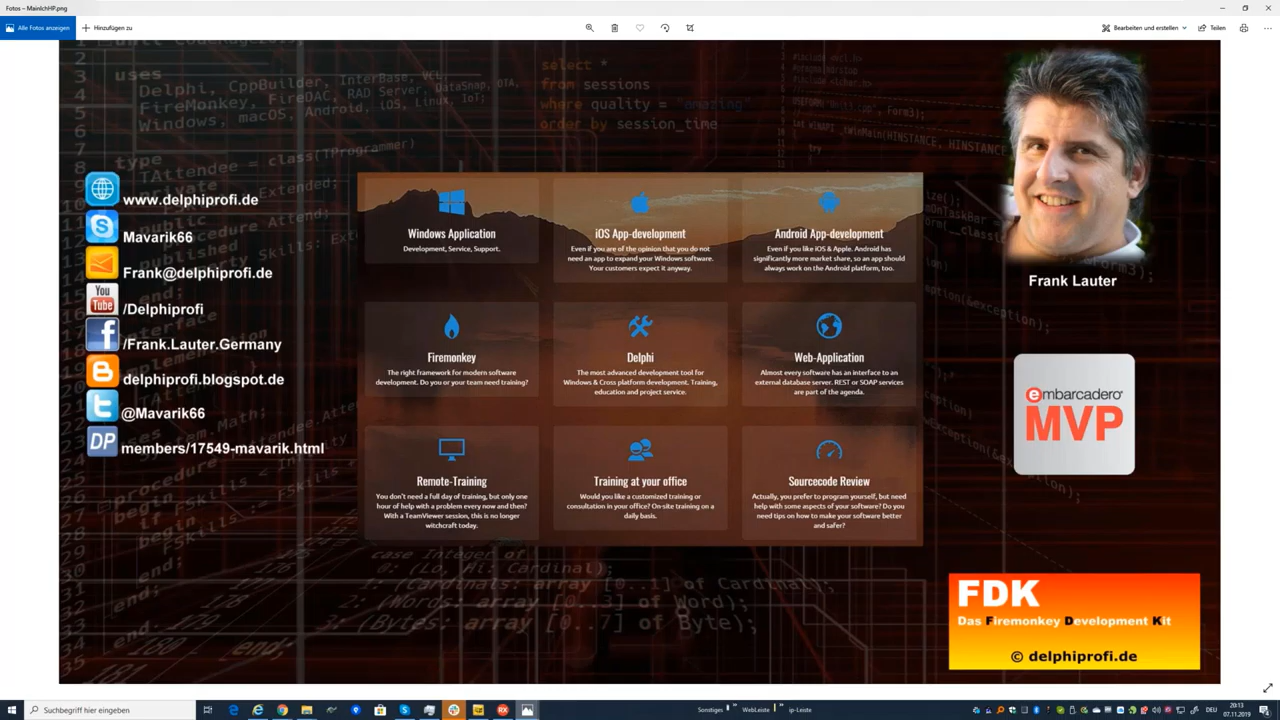 Fotos – MainIchHP.png
Alle Fotos anzeigen
Hinzufügen zu
Bearbeiten und erstellen
Teilen
uses
Delphi, CppBuilder, InterBase, VCL,
FireMonkey, FireDAC, RAD Server, DataSnap, OTA,
Windows, macOS, Android, iOS, Linux, IoT;
type
TAttendee = class(TProgrammer)
select *
from sessions
where quality = "amazing"
order by session_time
try
www.delphiprofi.de
Mavarik66
Frank@delphiprofi.de
You
Tube
/Delphiprofi
/Frank.Lauter.Germany
delphiprofi.blogspot.de
@Mavarik66
DP
members/17549-mavarik.html
Windows Application
Development, Service, Support.
iOS App-development
Even if you are of the opinion that you do not
need an app to expand your Windows software.
Your customers expect it anyway.
Android App-development
Even if you like iOS & Apple. Android has
significantly more market share, so an app should
always work on the Android platform, too.
Firemonkey
The right framework for modern software
development. Do you or your team need training?
Delphi
The most advanced development tool for
Windows & Cross platform development. Training,
education and project service.
Web-Application
Almost every software has an interface to an
external database server. REST or SOAP services
are part of the agenda.
Remote-Training
You don't need a full day of training, but only one
hour of help with a problem every now and then?
With a TeamViewer session, this is no longer
witchcraft today.
Training at your office
Would you like a customized training or
consultation in your office? On-site training on a
daily basis.
Sourcecode Review
Actually, you prefer to program yourself, but need
help with some aspects of your software? Do you
need tips on how to make your software better
and safer?
Frank Lauter
embarcadero
MVP
FDK
Das Firemonkey Development Kit
© delphiprofi.de
case Integer of
0: (Lo, Hi: Cardinal);
1: (Cardinals: array [0..1] of Cardinal);
2: (Words: array [0..3] of Word);
(Bytes: array [0..7] of Byte);
Suchbegriff hier eingeben
Sonstiges
WebLeiste
ip-Leiste
DEU
20:13
07.11.2019